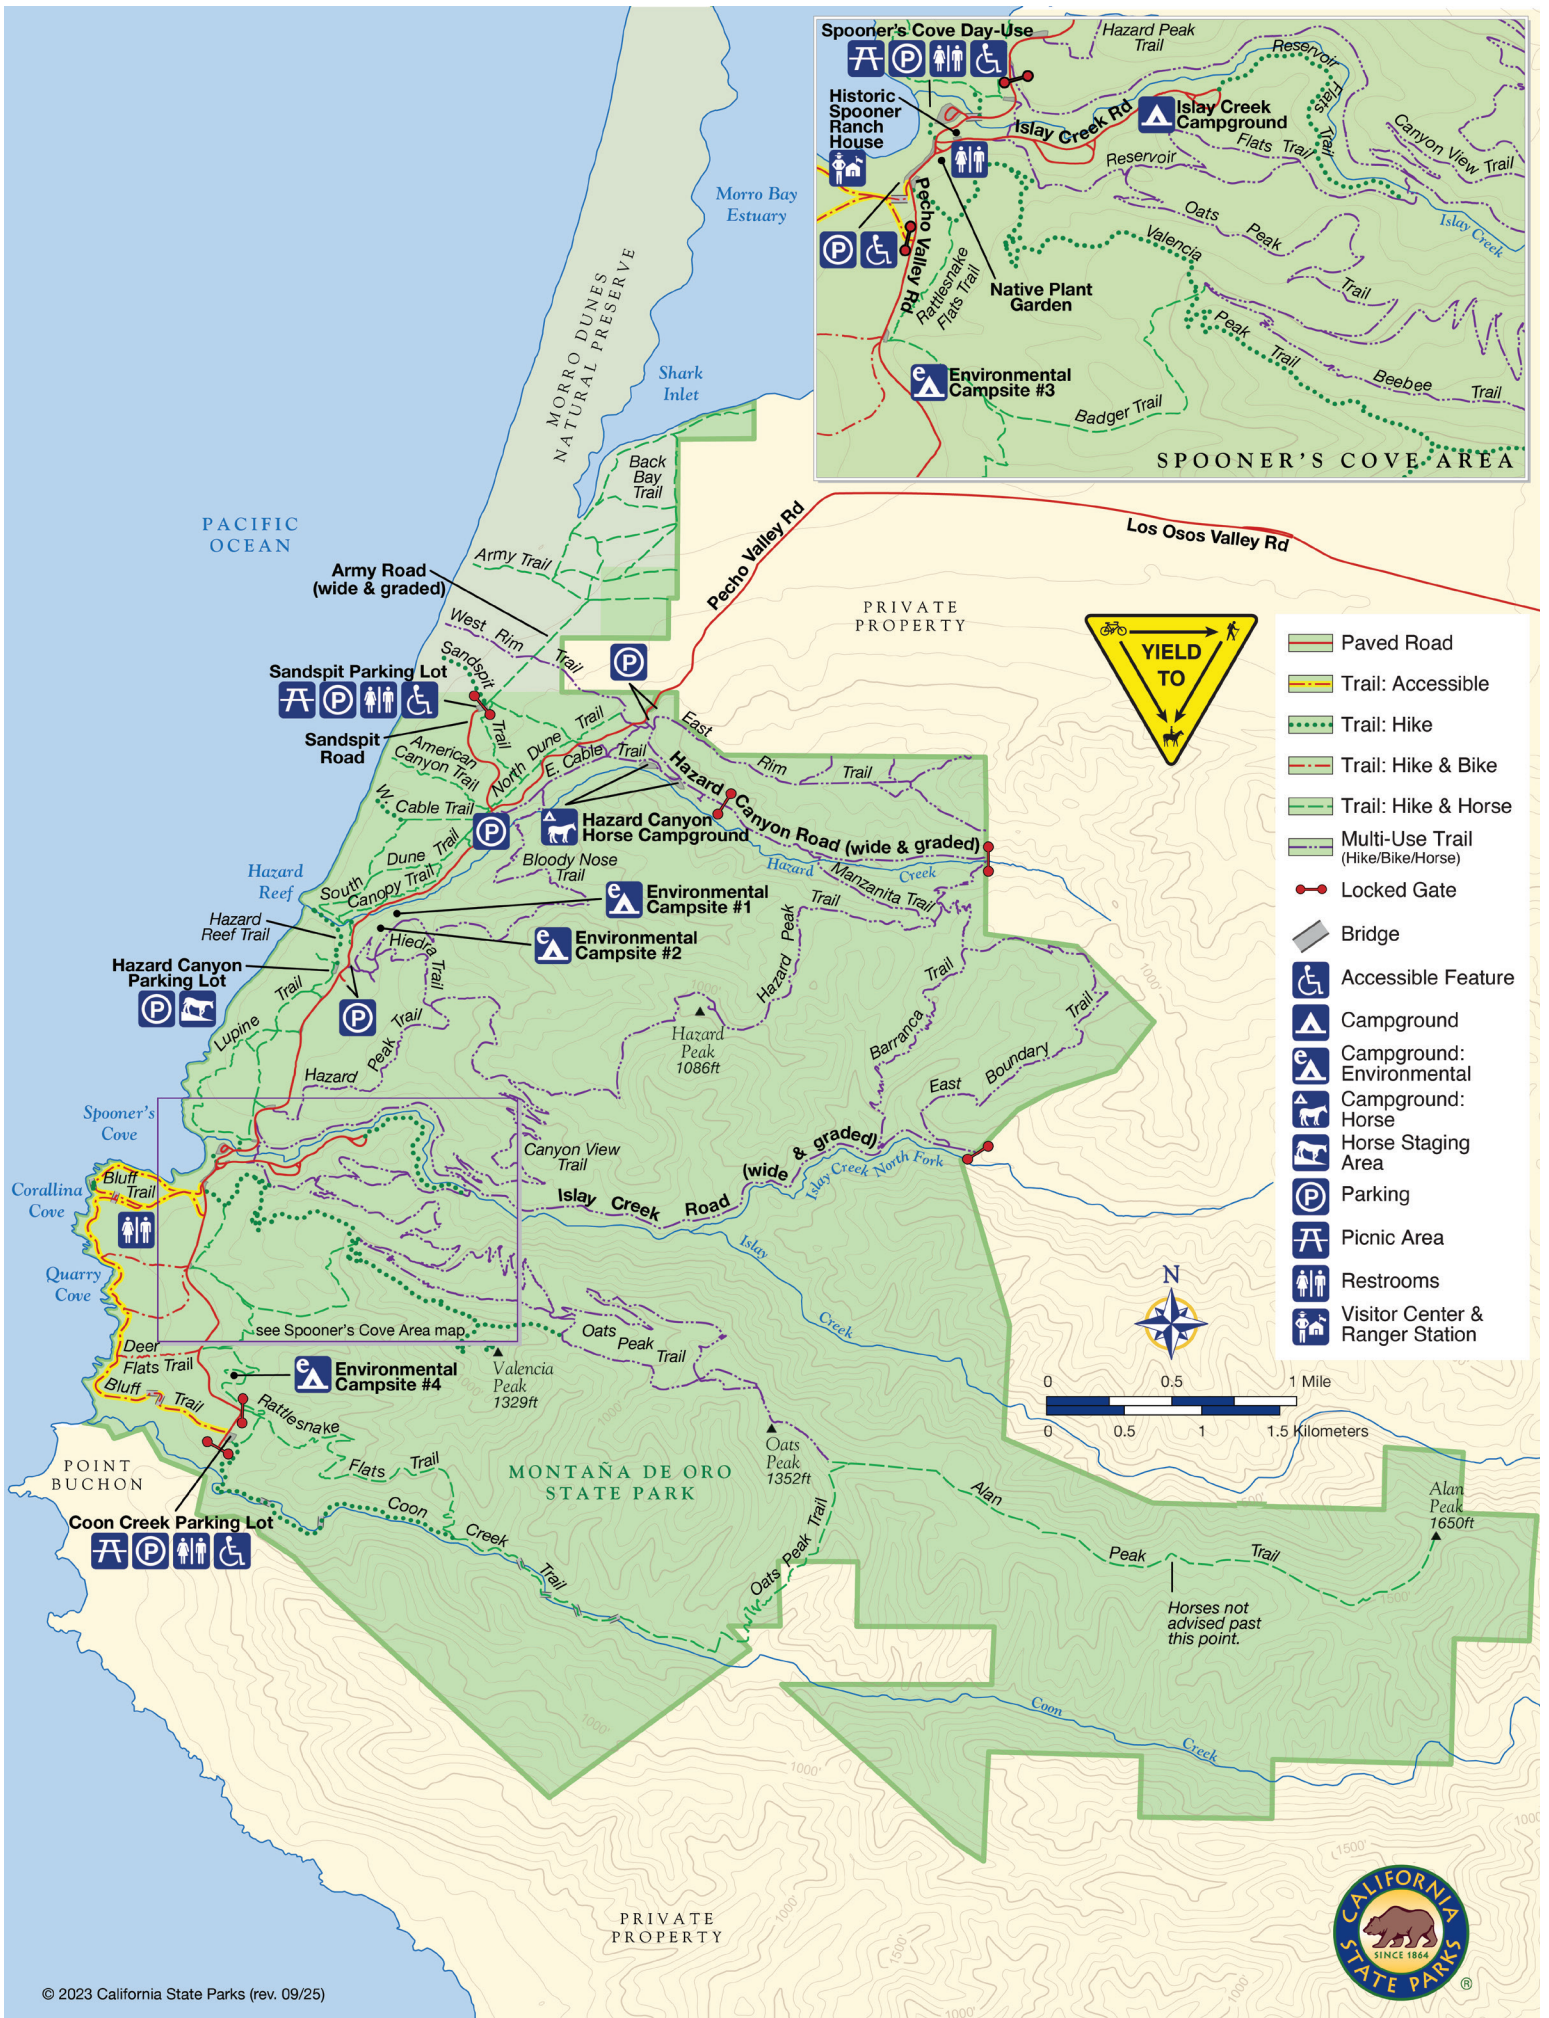 Spooner's Cove Day-Use
Hazard Peak
Trail
Historic
Spooner
Ranch
House
Islay Creek Rd
Islay Creek
Campground
Reservoir
Flats
Trail
Canyon View Trail
Reservoir
Flats Trail
Oats
Peak
Trail
Islay Creek
Valencia
Peak
Trail
Pecho Valley Rd
Rattlesnake
Flats Trail
Native Plant
Garden
Environmental
Campsite #3
Badger Trail
Beebee
Trail
SPOONER'S COVE AREA
Morro Bay
Estuary
MORRO DUNES
NATURAL PRESERVE
Shark
Inlet
Back
Bay
Trail
PACIFIC
OCEAN
Army Trail
Army Road
(wide & graded)
Pecho Valley Rd
Los Osos Valley Rd
PRIVATE
PROPERTY
West Rim
Trail
Sandspit
Trail
Sandspit Parking Lot
Sandspit
Road
American
Canyon Trail
North Dune
Trail
E. Cable
Trail
East
Rim
Trail
W.
Cable Trail
Hazard
Canyon Road (wide & graded)
Hazard Canyon
Horse Campground
Hazard
Creek
South
Dune
Trail
Canopy Trail
Bloody Nose
Trail
Manzanita Trail
Hazard
Reef
Hazard
Reef Trail
Environmental
Campsite #1
Environmental
Campsite #2
Hiedra
Trail
Hazard Canyon
Parking Lot
Lupine
Trail
Hazard
Peak
Trail
Hazard
Peak
Trail
Hazard
Peak
1086ft
1000'
1000'
Barranca
Trail
East
Boundary
Trail
Spooner's
Cove
Corallina
Cove
Bluff
Trail
Quarry
Cove
Canyon View
Trail
Islay
Creek
Road
(wide
& graded)
Islay Creek North Fork
Islay
Creek
see Spooner's Cove Area map
Deer
Flats Trail
Bluff
Trail
Environmental
Campsite #4
Valencia
Peak
1329ft
1000'
Oats
Peak
Trail
Oats
Peak
1352ft
Rattlesnake
Flats
Trail
POINT
BUCHON
Coon Creek Parking Lot
Coon
Creek
Trail
MONTAÑA DE ORO
STATE PARK
Oats Peak Trail
Alan
Peak
Trail
Horses not
advised past
this point.
Alan
Peak
1650ft
1500'
Coon
Creek
1000'
1000'
1500'
1000'
1000'
1500'
1000'
1000'
PRIVATE
PROPERTY
YIELD
TO
Paved Road
Trail: Accessible
Trail: Hike
Trail: Hike & Bike
Trail: Hike & Horse
Multi-Use Trail
(Hike/Bike/Horse)
Locked Gate
Bridge
Accessible Feature
Campground
Campground:
Environmental
Campground:
Horse
Horse Staging
Area
Parking
Picnic Area
Restrooms
Visitor Center &
Ranger Station
N
0 0.5 1 Mile
0 0.5 1 1.5 Kilometers
CALIFORNIA
STATE PARKS
SINCE 1864
®
© 2023 California State Parks (rev. 09/25)